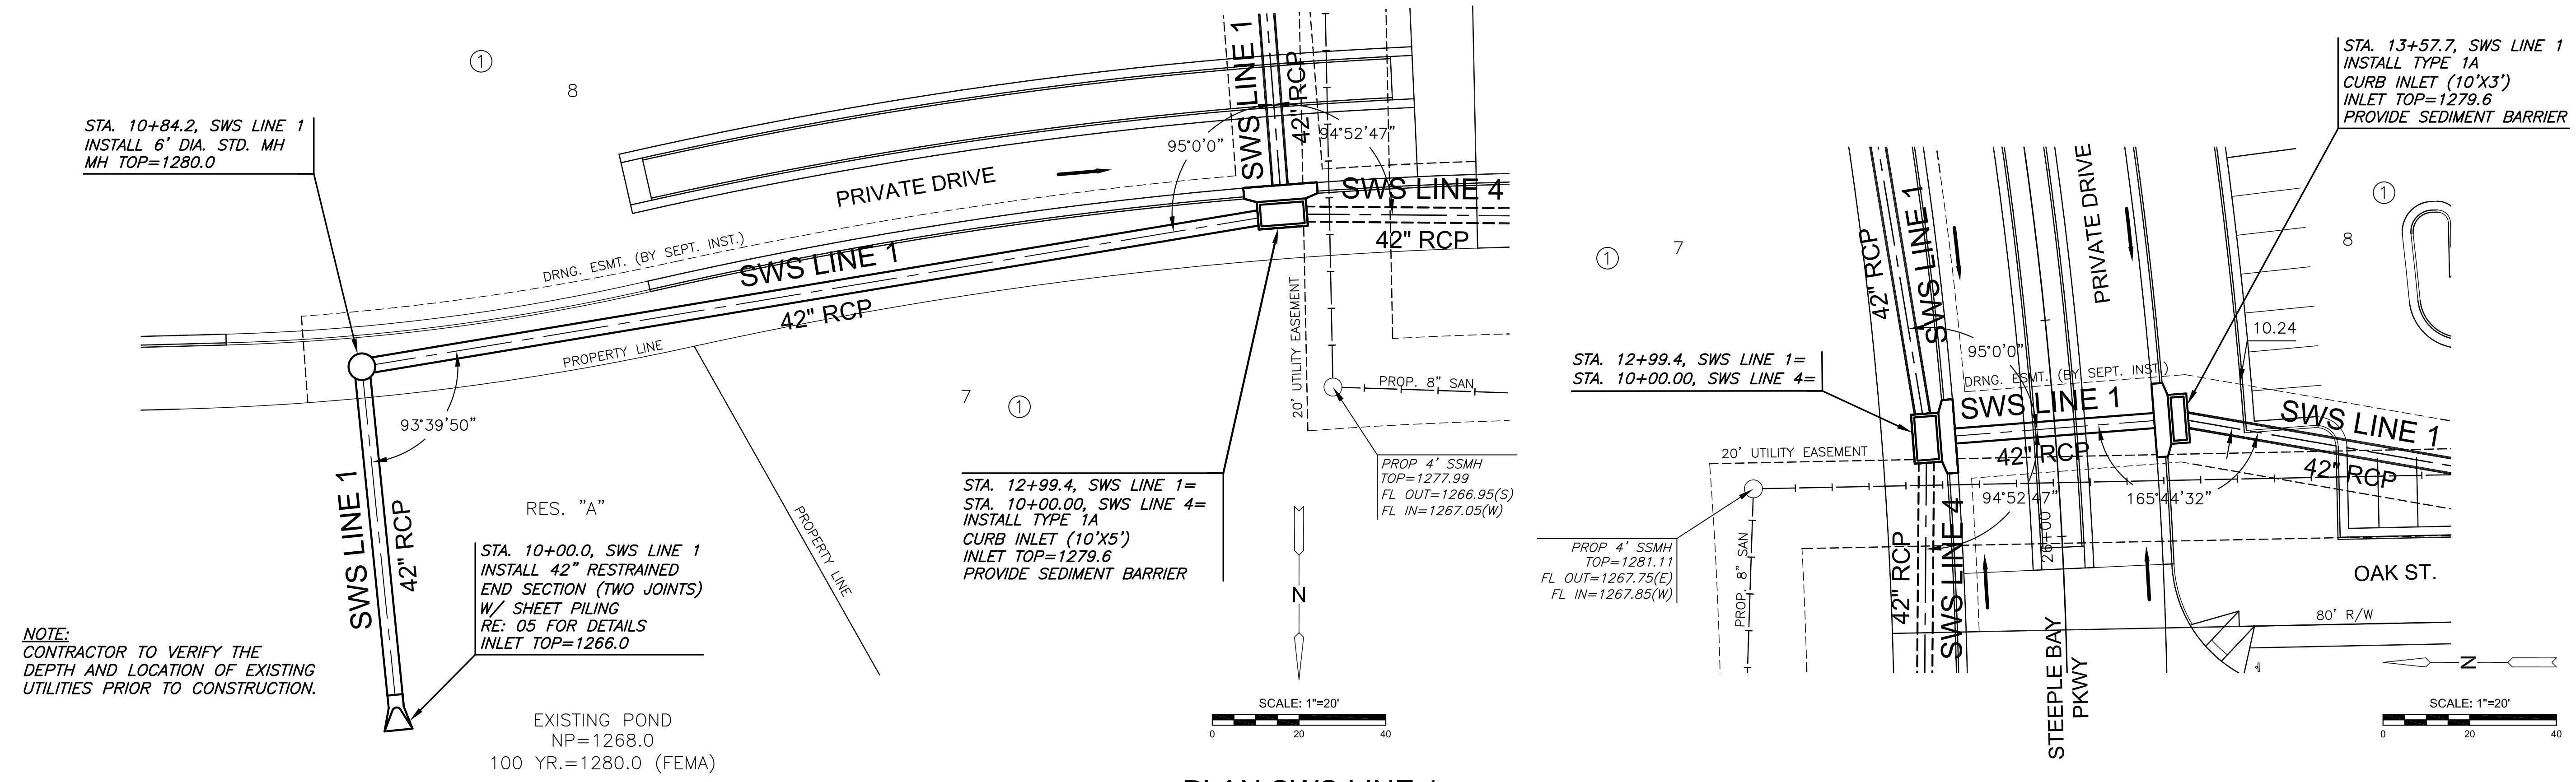 1
8
STA. 10+84.2, SWS LINE 1
INSTALL 6' DIA. STD. MH
MH TOP=1280.0
SWS LINE 1
42" RCP
95°0'0"
94°52'47"
PRIVATE DRIVE
SWS LINE 4
42" RCP
DRNG. ESMT. (BY SEPT. INST.)
SWS LINE 1
42" RCP
PROPERTY LINE
20' UTILITY EASEMENT
PROP. 8" SAN
7
1
93°39'50"
PROP 4' SSMH
TOP=1277.99
FL OUT=1266.95(S)
FL IN=1267.05(W)
STA. 12+99.4, SWS LINE 1=
STA. 10+00.00, SWS LINE 4=
INSTALL TYPE 1A
CURB INLET (10'X5')
INLET TOP=1279.6
PROVIDE SEDIMENT BARRIER
SWS LINE 1
42" RCP
RES. "A"
PROPERTY LINE
STA. 10+00.0, SWS LINE 1
INSTALL 42" RESTRAINED
END SECTION (TWO JOINTS)
W/ SHEET PILING
RE: 05 FOR DETAILS
INLET TOP=1266.0
NOTE:
CONTRACTOR TO VERIFY THE
DEPTH AND LOCATION OF EXISTING
UTILITIES PRIOR TO CONSTRUCTION.
EXISTING POND
NP=1268.0
100 YR.=1280.0 (FEMA)
N
SCALE: 1"=20'
0 20 40
PLAN SWS LINE 1
STA. 13+57.7, SWS LINE 1
INSTALL TYPE 1A
CURB INLET (10'X3')
INLET TOP=1279.6
PROVIDE SEDIMENT BARRIER
PRIVATE DRIVE
1
8
1
7
42" RCP
SWS LINE 1
10.24
95°0'0"
STA. 12+99.4, SWS LINE 1=
STA. 10+00.00, SWS LINE 4=
DRNG. ESMT. (BY SEPT. INST.)
SWS LINE 1
42" RCP
SWS LINE 1
42" RCP
20' UTILITY EASEMENT
94°52'47"
165°44'32"
26+00
PROP 4' SSMH
TOP=1281.11
FL OUT=1267.75(E)
FL IN=1267.85(W)
PROP. 8" SAN
42" RCP
SWS LINE 4
OAK ST.
80' R/W
STEEPLE BAY
PKWY
N
SCALE: 1"=20'
0 20 40